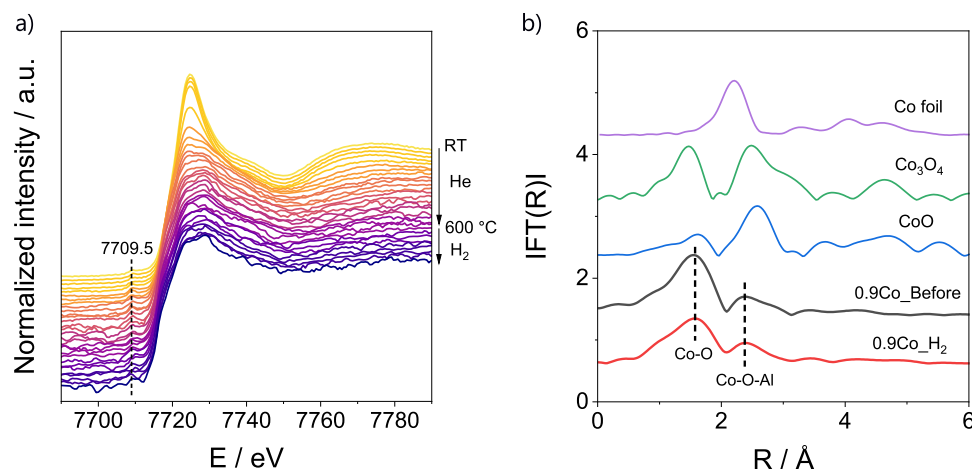 a)
Normalized intensity / a.u.
7709.5
RT
He
600 °C
H₂
7700
7720
7740
7760
7780
E / eV
b)
IFT(R)I
6
4
2
0
Co foil
Co₃O₄
CoO
0.9Co_Before
0.9Co_H₂
Co-O
Co-O-Al
0
2
4
6
R / Å